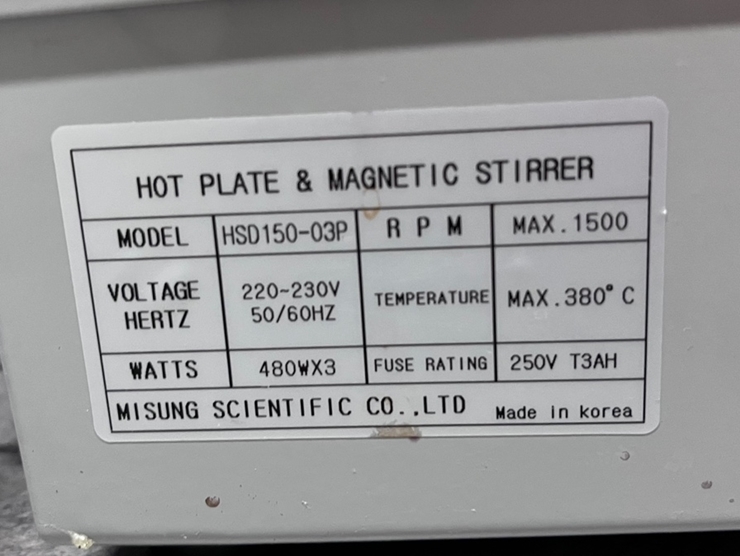 HOT PLATE & MAGNETIC STIRRER
MODEL HSD150-03P R P M MAX.1500
VOLTAGE HERTZ 220~230V 50/60HZ TEMPERATURE MAX.380°C
WATTS 480WX3 FUSE RATING 250V T3AH
MISUNG SCIENTIFIC CO.,LTD Made in korea